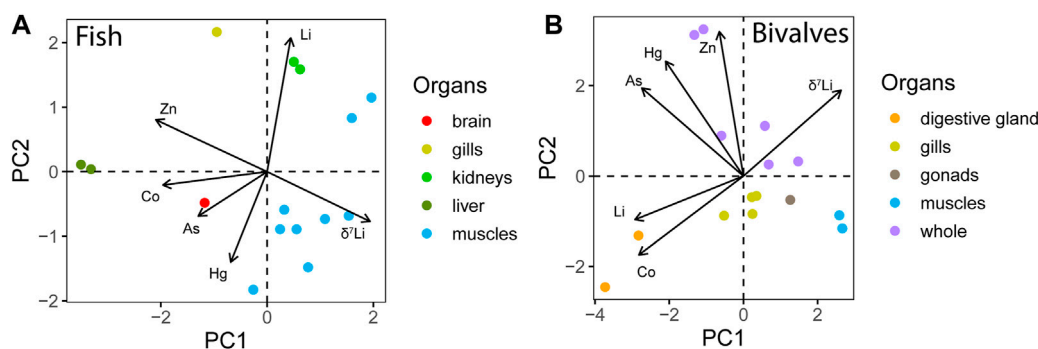 A
Fish
PC2
2
1
0
−1
−2
Li
Zn
Co
As
Hg
δ⁷Li
−2
0
2
PC1
Organs
brain
gills
kidneys
liver
muscles
B
Bivalves
PC2
2
0
−2
Zn
Hg
As
δ⁷Li
Li
Co
−4
−2
0
2
PC1
Organs
digestive gland
gills
gonads
muscles
whole